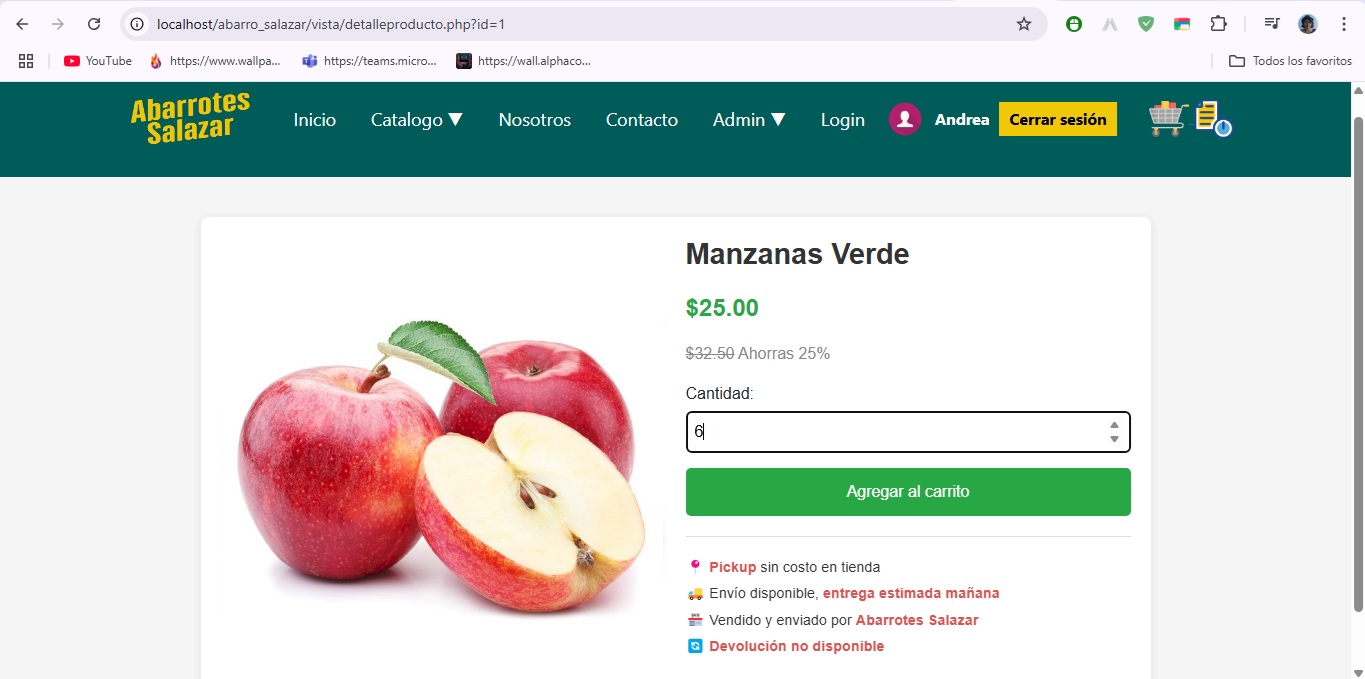 localhost/abarro_salazar/vista/detalleproducto.php?id=1
YouTube https://www.wallpa... https://teams.micro... https://wall.alphaco... Todos los favoritos
Abarrotes
Salazar
Inicio Catalogo ▼ Nosotros Contacto Admin ▼ Login Andrea Cerrar sesión
Manzanas Verde
$25.00
$32.50 Ahorras 25%
Cantidad:
6
Agregar al carrito
Pickup sin costo en tienda
Envío disponible, entrega estimada mañana
Vendido y enviado por Abarrotes Salazar
Devolución no disponible